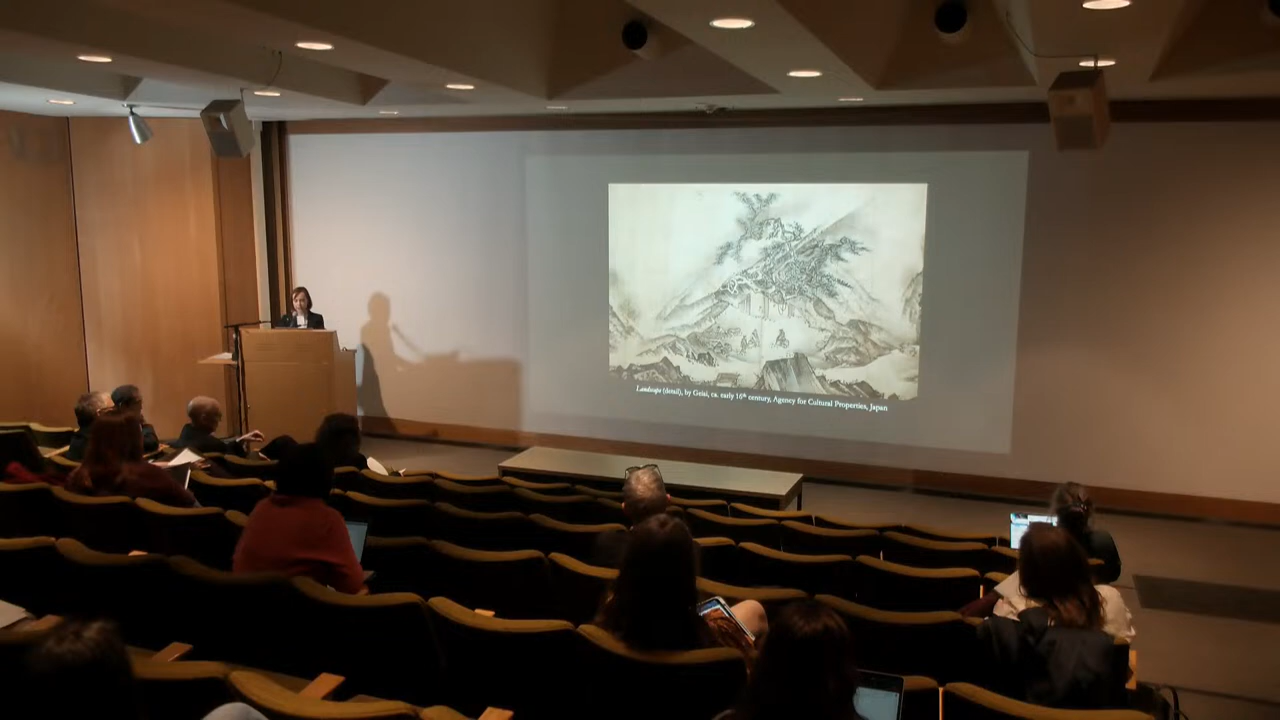 Landscape (detail), by Geiai, ca. early 16th century, Agency for Cultural Properties, Japan